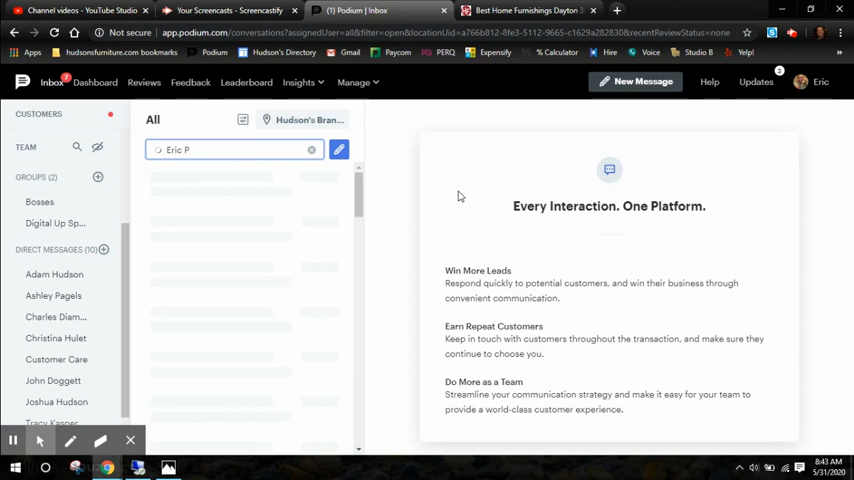 Channel videos - YouTube Studio
Your Screencasts - Screencastify
(1) Podium | Inbox
Best Home Furnishings Dayton 3
Not secure
app.podium.com/conversations?assignedUser=all&filter=open&locationUid=a766b812-8f3d-5112-9665-c1629a282830&recentReviewStatus=none
Apps
hudsonsfurniture.com bookmarks
Podium
Hudson's Directory
Gmail
Paycom
PERQ
Expensify
% Calculator
Hire
Voice
Studio B
Yelp!
Inbox
7
Dashboard
Reviews
Feedback
Leaderboard
Insights
Manage
New Message
Help
Updates
3
Eric
CUSTOMERS
TEAM
GROUPS (2)
Bosses
Digital Up Sp...
DIRECT MESSAGES (10)
Adam Hudson
Ashley Pagels
Charles Diam...
Christina Hulet
Customer Care
John Doggett
Joshua Hudson
Tracy Kasper
All
Hudson's Bran...
Eric P
Every Interaction. One Platform.
Win More Leads
Respond quickly to potential customers, and win their business through
convenient communication.
Earn Repeat Customers
Keep in touch with customers throughout the transaction, and make sure they
continue to choose you.
Do More as a Team
Streamline your communication strategy and make it easy for your team to
provide a world-class customer experience.
8:43 AM
5/31/2020